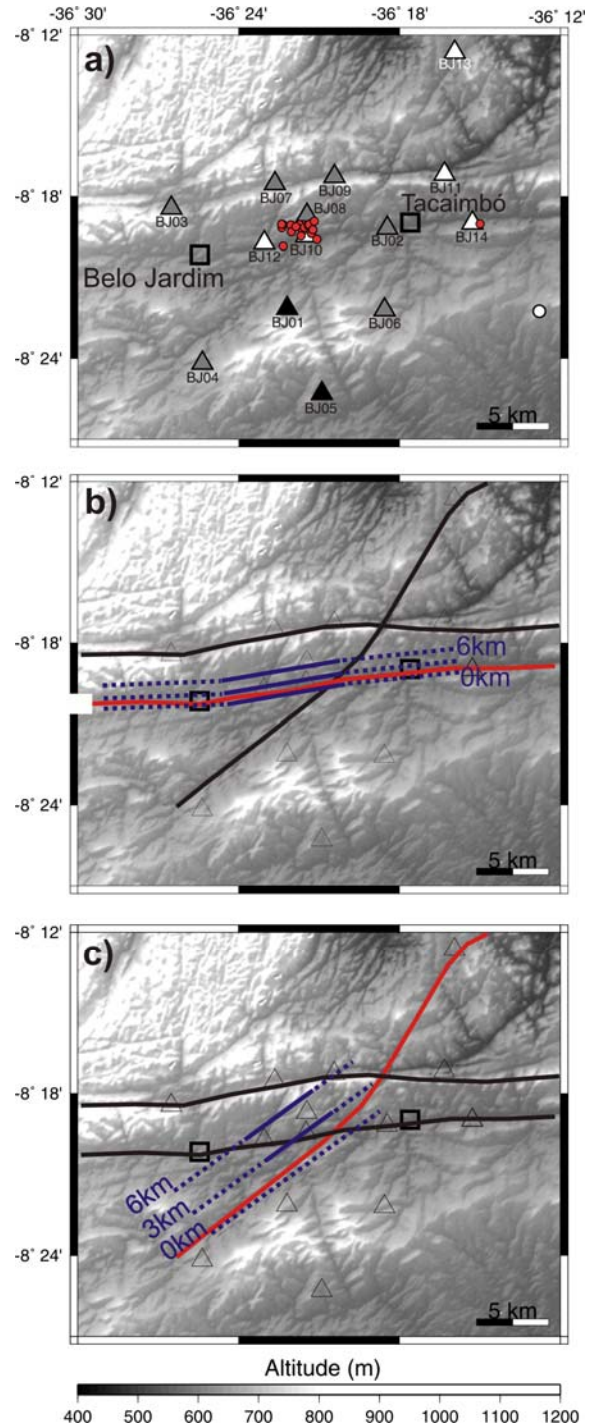 -36° 30' -36° 24' -36° 18' -36° 12'
-8° 12'
a)
BJ13
BJ11
-8° 18'
BJ07 BJ09
BJ03
BJ08
Tacaimbó
BJ02
BJ14
BJ12 BJ10
Belo Jardim
BJ01
BJ06
-8° 24'
BJ04
BJ05
5 km
-8° 12'
b)
-8° 18'
6km
0km
-8° 24'
5 km
-8° 12'
c)
-8° 18'
6km
3km
0km
-8° 24'
5 km
Altitude (m)
400 500 600 700 800 900 1000 1100 1200